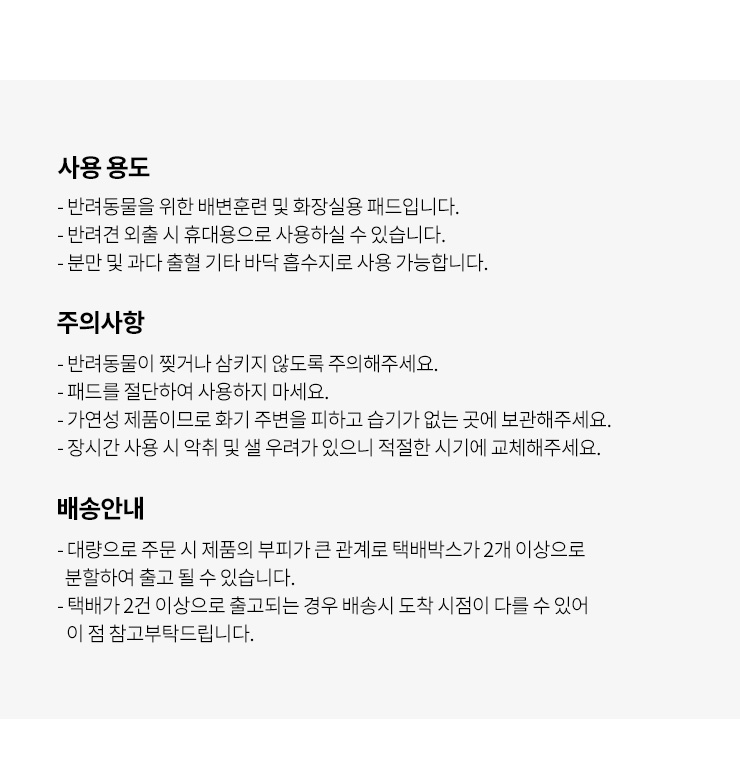 사용 용도
- 반려동물을 위한 배변훈련 및 화장실용 패드입니다.
- 반려견 외출 시 휴대용으로 사용하실 수 있습니다.
- 분만 및 과다 출혈 기타 바닥 흡수지로 사용 가능합니다.
주의사항
- 반려동물이 찢거나 삼키지 않도록 주의해주세요.
- 패드를 절단하여 사용하지 마세요.
- 가연성 제품이므로 화기 주변을 피하고 습기가 없는 곳에 보관해주세요.
- 장시간 사용 시 악취 및 샐 우려가 있으니 적절한 시기에 교체해주세요.
배송안내
- 대량으로 주문 시 제품의 부피가 큰 관계로 택배박스가 2개 이상으로
분할하여 출고 될 수 있습니다.
- 택배가 2건 이상으로 출고되는 경우 배송시 도착 시점이 다를 수 있어
이 점 참고부탁드립니다.